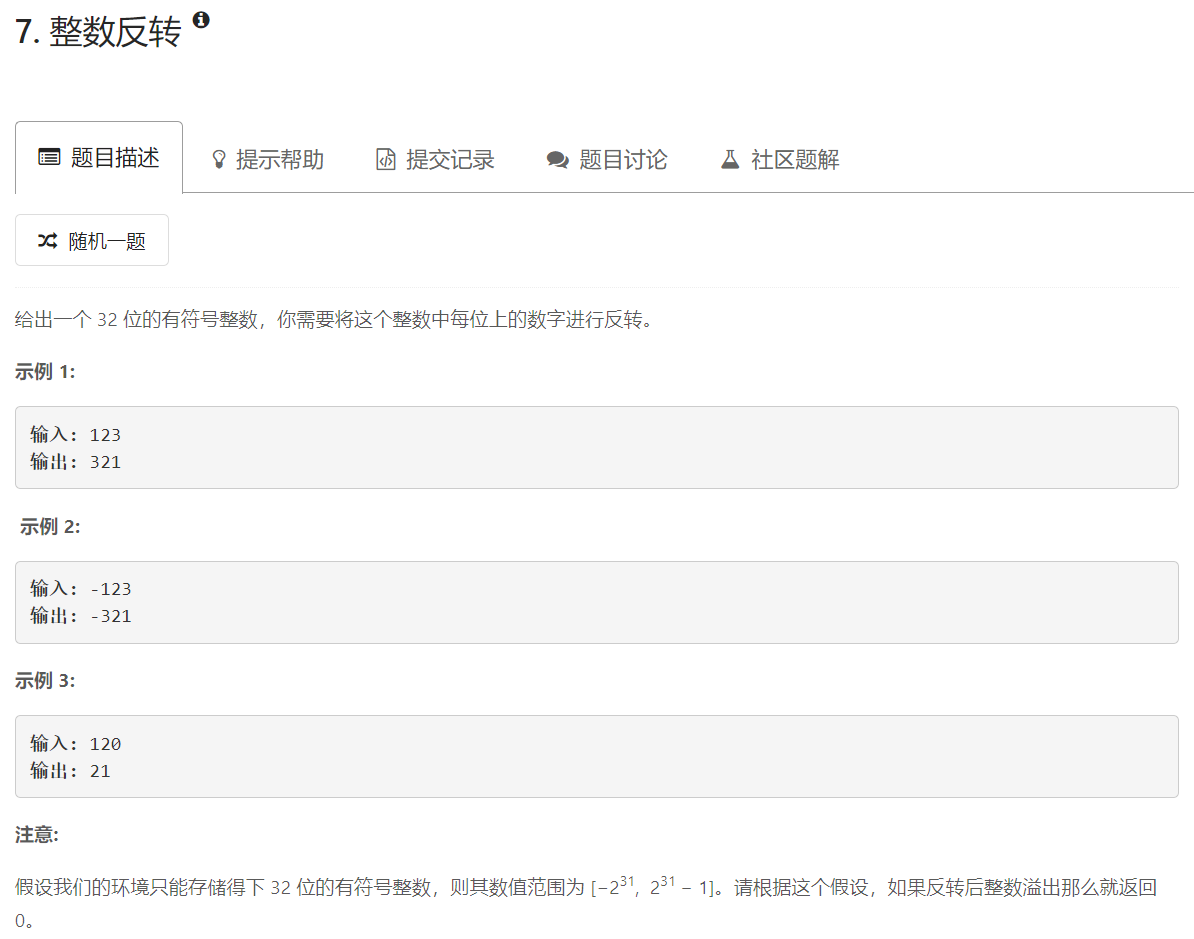 7. 整数反转
题目描述
提示帮助
提交记录
题目讨论
社区题解
随机一题
给出一个 32 位的有符号整数，你需要将这个整数中每位上的数字进行反转。
示例 1:
输入: 123
输出: 321
示例 2:
输入: -123
输出: -321
示例 3:
输入: 120
输出: 21
注意:
假设我们的环境只能存储得下 32 位的有符号整数，则其数值范围为 [−2³¹, 2³¹ − 1]。请根据这个假设，如果反转后整数溢出那么就返回
0。